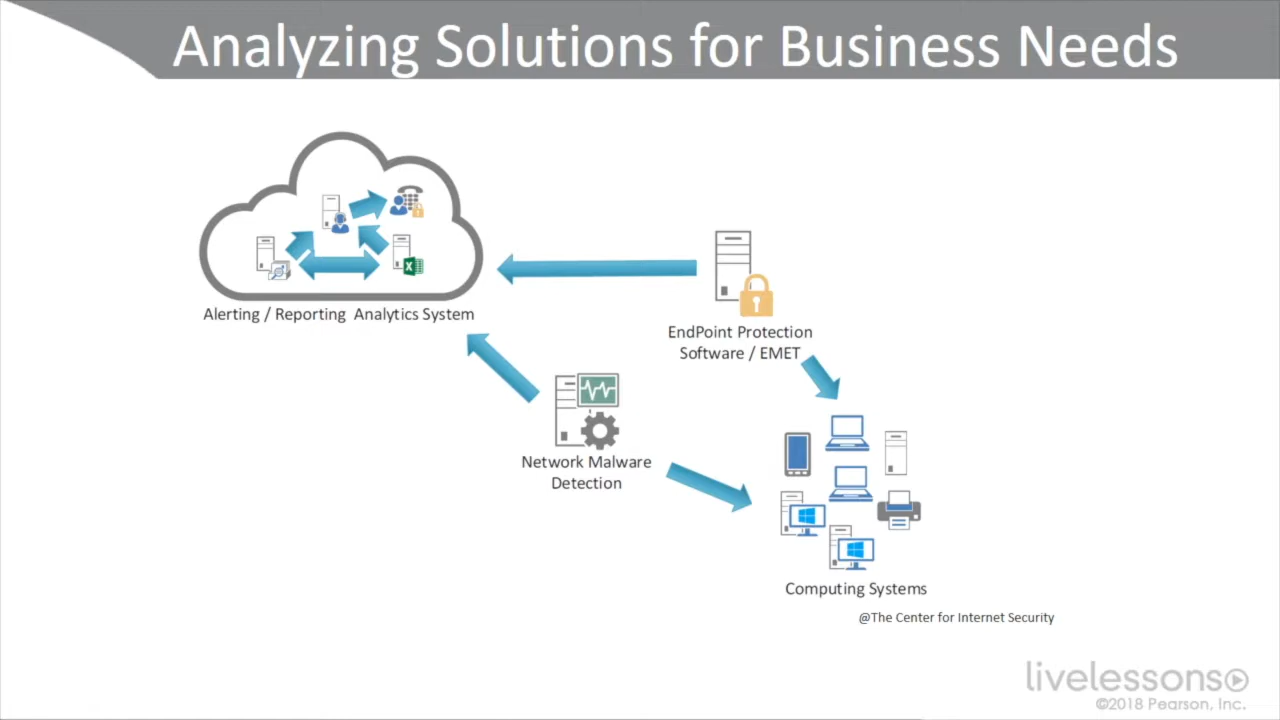 Analyzing Solutions for Business Needs
Alerting / Reporting Analytics System
EndPoint Protection
Software / EMET
Network Malware
Detection
Computing Systems
@The Center for Internet Security
livelessons
©2018 Pearson, Inc.